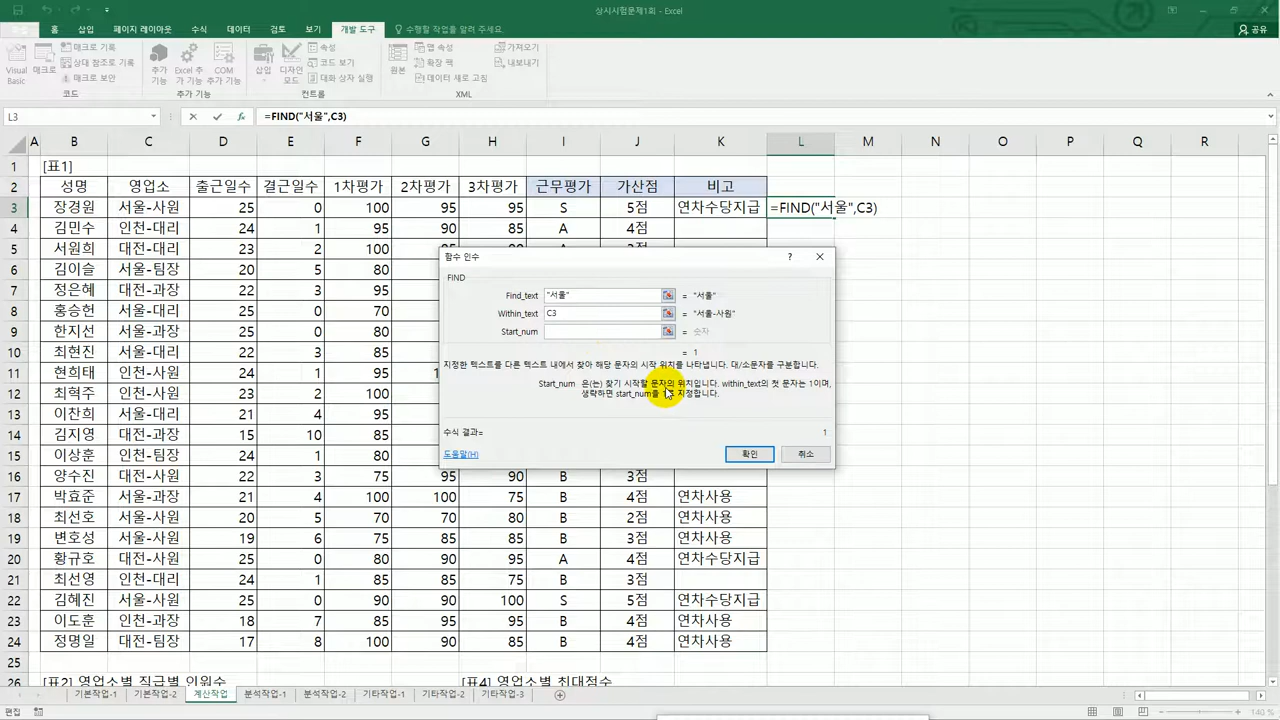 상시시험문제1회 - Excel
홈 삽입 페이지 레이아웃 수식 데이터 검토 보기 개발 도구 수행할 작업을 알려 주세요. 공유
Visual Basic 매크로 매크로 기록 상대 참조로 기록 매크로 보안 추가 기능 Excel 추가 기능 COM 추가 기능 삽입 디자인 모드 속성 코드 보기 대화 상자 실행 원본 맵 속성 확장 팩 데이터 새로 고침 가져오기 내보내기
코드 추가 기능 컨트롤 XML
L3 fx =FIND("서울",C3)
A B C D E F G H I J K L M N O P Q R
1 [표1]
2 성명 영업소 출근일수 결근일수 1차평가 2차평가 3차평가 근무평가 가산점 비고
3 장경원 서울-사원 25 0 100 95 95 S 5점 연차수당지급 =FIND("서울",C3)
4 김민수 인천-대리 24 1 95 90 85 A 4점
5 서원희 인천-대리 23 2 100
6 김이슬 서울-팀장 20 5 80
7 정은혜 대전-과장 22 3 95
8 홍승헌 서울-대리 25 0 70
9 한지선 서울-과장 25 0 80
10 최현진 서울-대리 22 3 85
11 현희태 인천-대리 24 1 95
12 최혁주 인천-대리 23 2 100
13 이찬희 서울-대리 21 4 95
14 김지영 대전-과장 15 10 85
15 이상훈 인천-팀장 24 1 80
16 양수진 대전-사원 22 3 75 95 90 B 3점
17 박효준 서울-과장 21 4 100 100 75 B 4점 연차사용
18 최선호 서울-사원 20 5 70 70 80 B 2점 연차사용
19 변호성 서울-사원 19 6 75 85 85 B 3점 연차사용
20 황규호 대전-사원 25 0 80 90 95 A 4점 연차수당지급
21 최선영 인천-대리 24 1 85 85 75 B 3점
22 김혜진 서울-사원 25 0 90 90 100 S 5점 연차수당지급
23 이도훈 인천-과장 18 7 85 95 95 B 4점 연차사용
24 정명일 대전-팀장 17 8 100 90 85 B 4점 연차사용
25
26 [표2] 영업소별 직급별 인원수 [표4] 영업소별 최대점수
함수 인수 ?
FIND
Find_text "서울" = "서울"
Within_text C3 = "서울-사원"
Start_num = 숫자
= 1
지정한 텍스트를 다른 텍스트 내에서 찾아 해당 문자의 시작 위치를 나타냅니다. 대/소문자를 구분합니다.
Start_num 은(는) 찾기 시작할 문자의 위치입니다. within_text의 첫 문자는 1이며,
생략하면 start_num를 1로 지정합니다.
수식 결과= 1
도움말(H) 확인 취소
기본작업-1 기본작업-2 계산작업 분석작업-1 분석작업-2 기타작업-1 기타작업-2 기타작업-3
편집 140 %